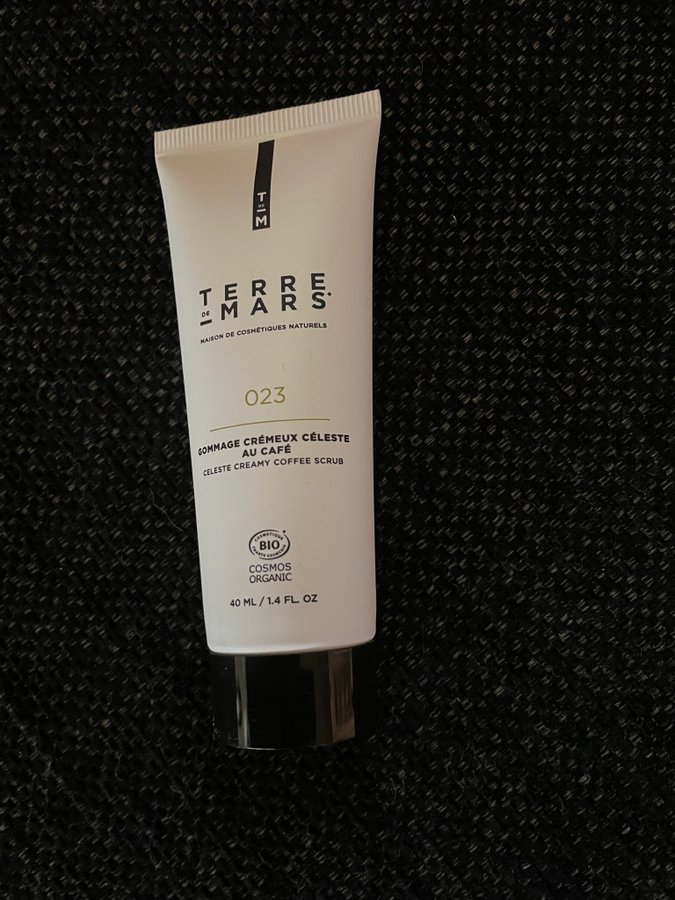 T
DE
M
TERRE
DE MARS
MAISON DE COSMÉTIQUES NATURELS
023
GOMMAGE CRÉMEUX CÉLESTE
AU CAFÉ
CELESTE CREAMY COFFEE SCRUB
COSMÉTIQUE
BIO
COSMOS
ORGANIC
40 ML / 1.4 FL. OZ